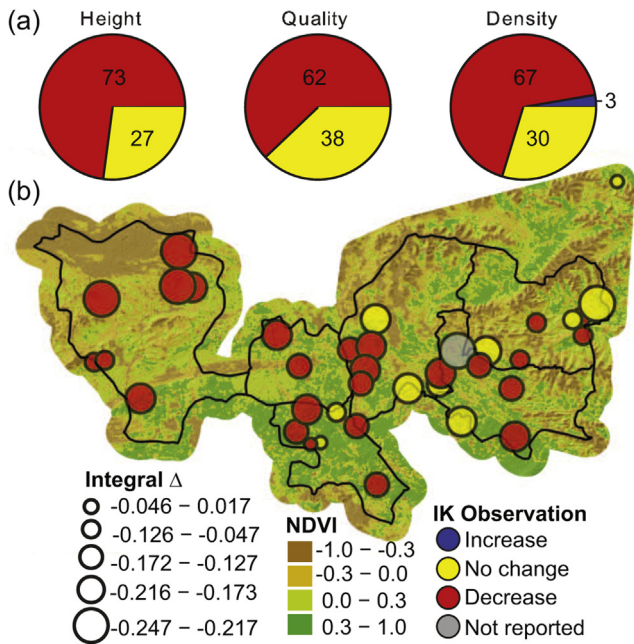 (a)
Height
Quality
Density
73
27
62
38
67
30
3
(b)
Integral Δ
-0.046 – 0.017
-0.126 – -0.047
-0.172 – -0.127
-0.216 – -0.173
-0.247 – -0.217
NDVI
-1.0 – -0.3
-0.3 – 0.0
0.0 – 0.3
0.3 – 1.0
IK Observation
Increase
No change
Decrease
Not reported